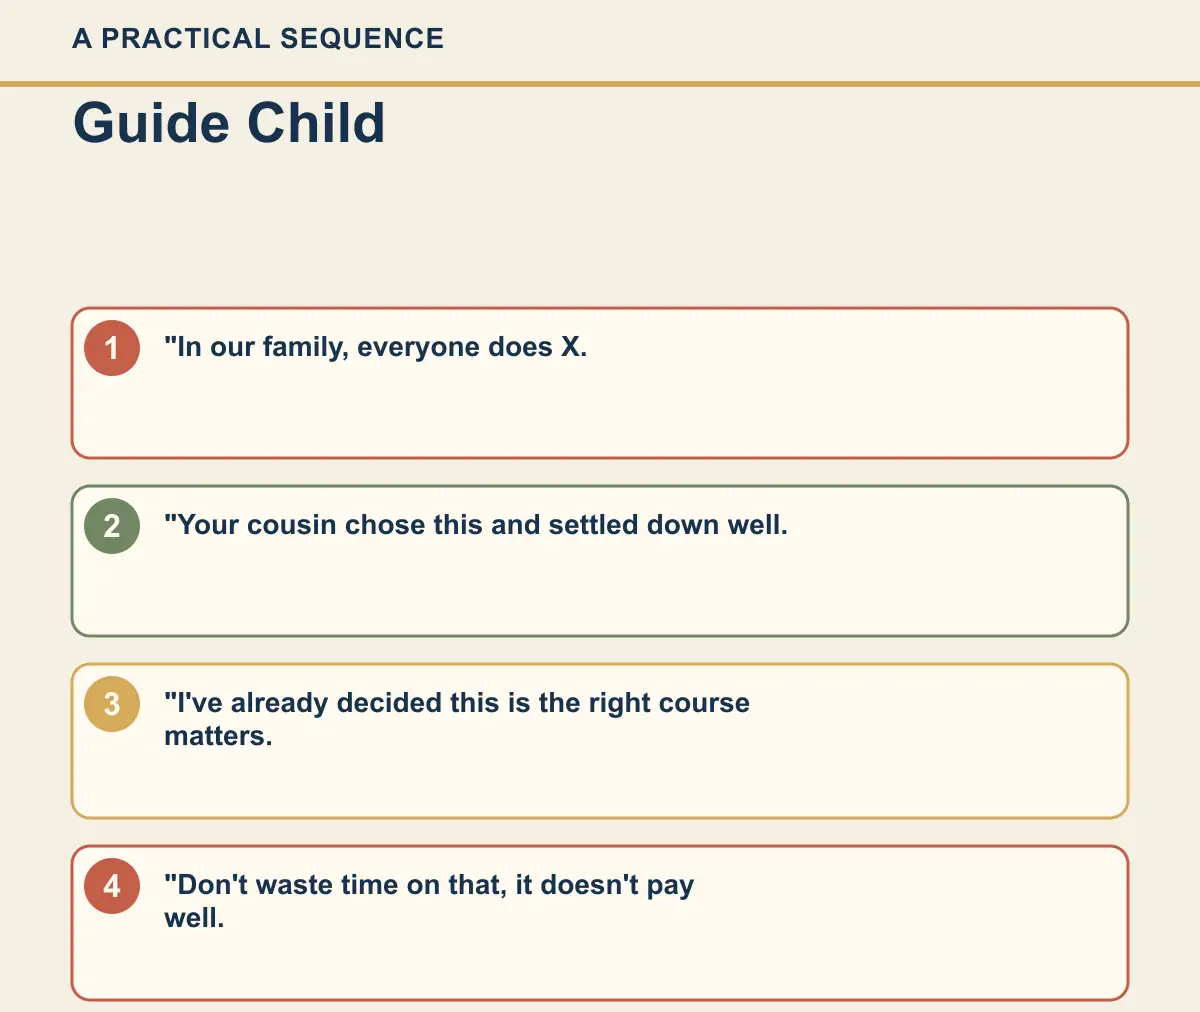 A PRACTICAL SEQUENCE
Guide Child
1
"In our family, everyone does X.
2
"Your cousin chose this and settled down well.
3
"I've already decided this is the right course
matters.
4
"Don't waste time on that, it doesn't pay
well.